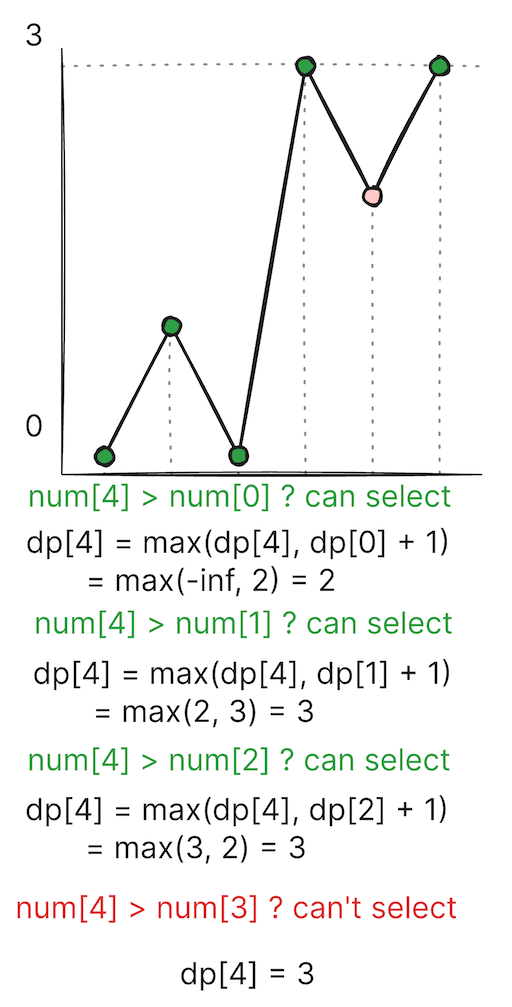 3
0
num[4] > num[0] ? can select
dp[4] = max(dp[4], dp[0] + 1)
= max(-inf, 2) = 2
num[4] > num[1] ? can select
dp[4] = max(dp[4], dp[1] + 1)
= max(2, 3) = 3
num[4] > num[2] ? can select
dp[4] = max(dp[4], dp[2] + 1)
= max(3, 2) = 3
num[4] > num[3] ? can't select
dp[4] = 3